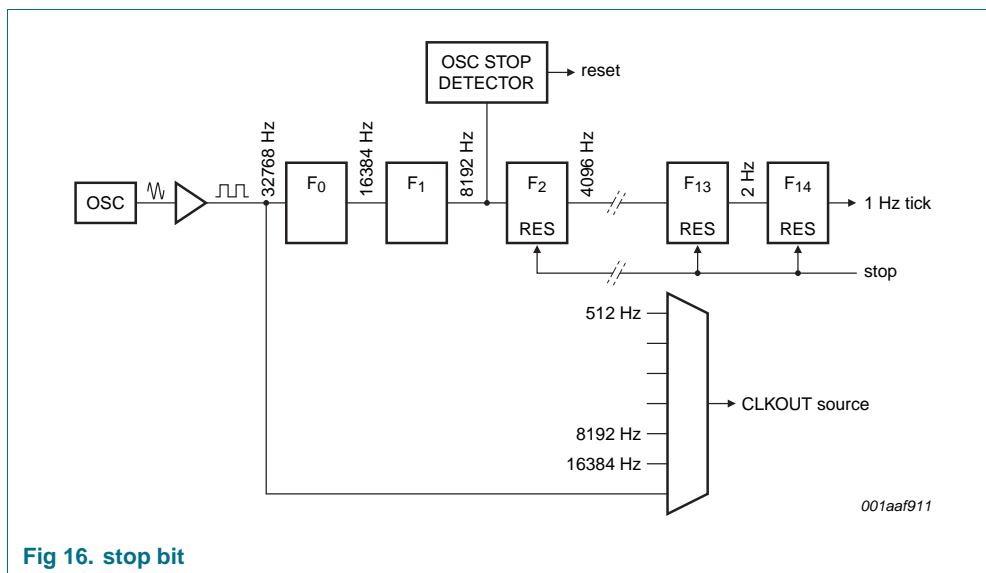 OSC STOP
DETECTOR
reset
OSC
32768 Hz
F0
16384 Hz
F1
8192 Hz
F2
RES
4096 Hz
F13
RES
2 Hz
F14
RES
1 Hz tick
stop
512 Hz
8192 Hz
16384 Hz
CLKOUT source
001aaf911
Fig 16. stop bit